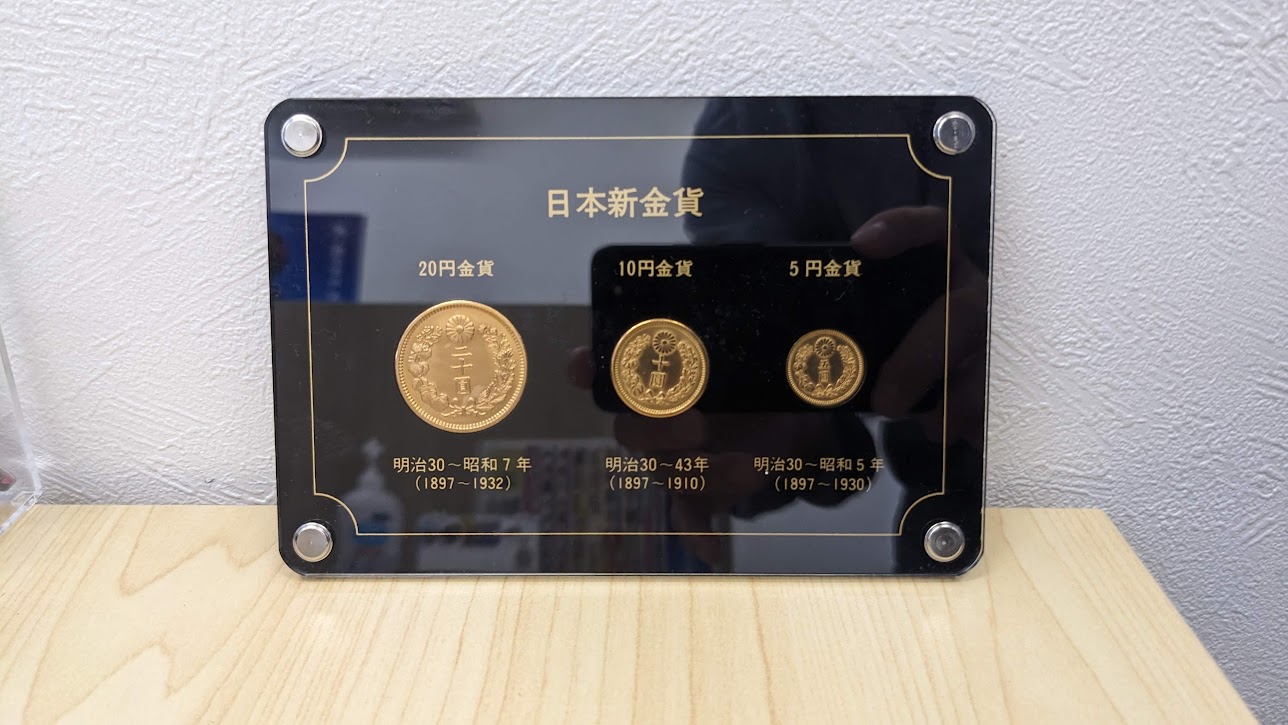 日本新金貨
20円金貨
10円金貨
5円金貨
二十圓
十圓
五圓
明治30～昭和7年
(1897～1932)
明治30～43年
(1897～1910)
明治30～昭和5年
(1897～1930)